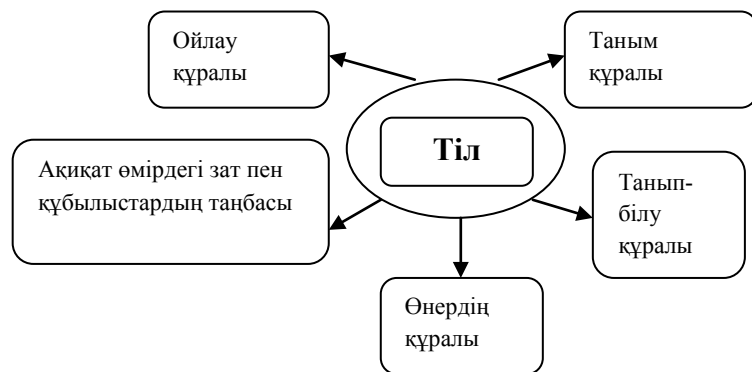 Ойлау
құралы
Таным
құралы
Тіл
Ақиқат өмірдегі зат пен
құбылыстардың таңбасы
Танып-
білу
құралы
Өнердің
құралы